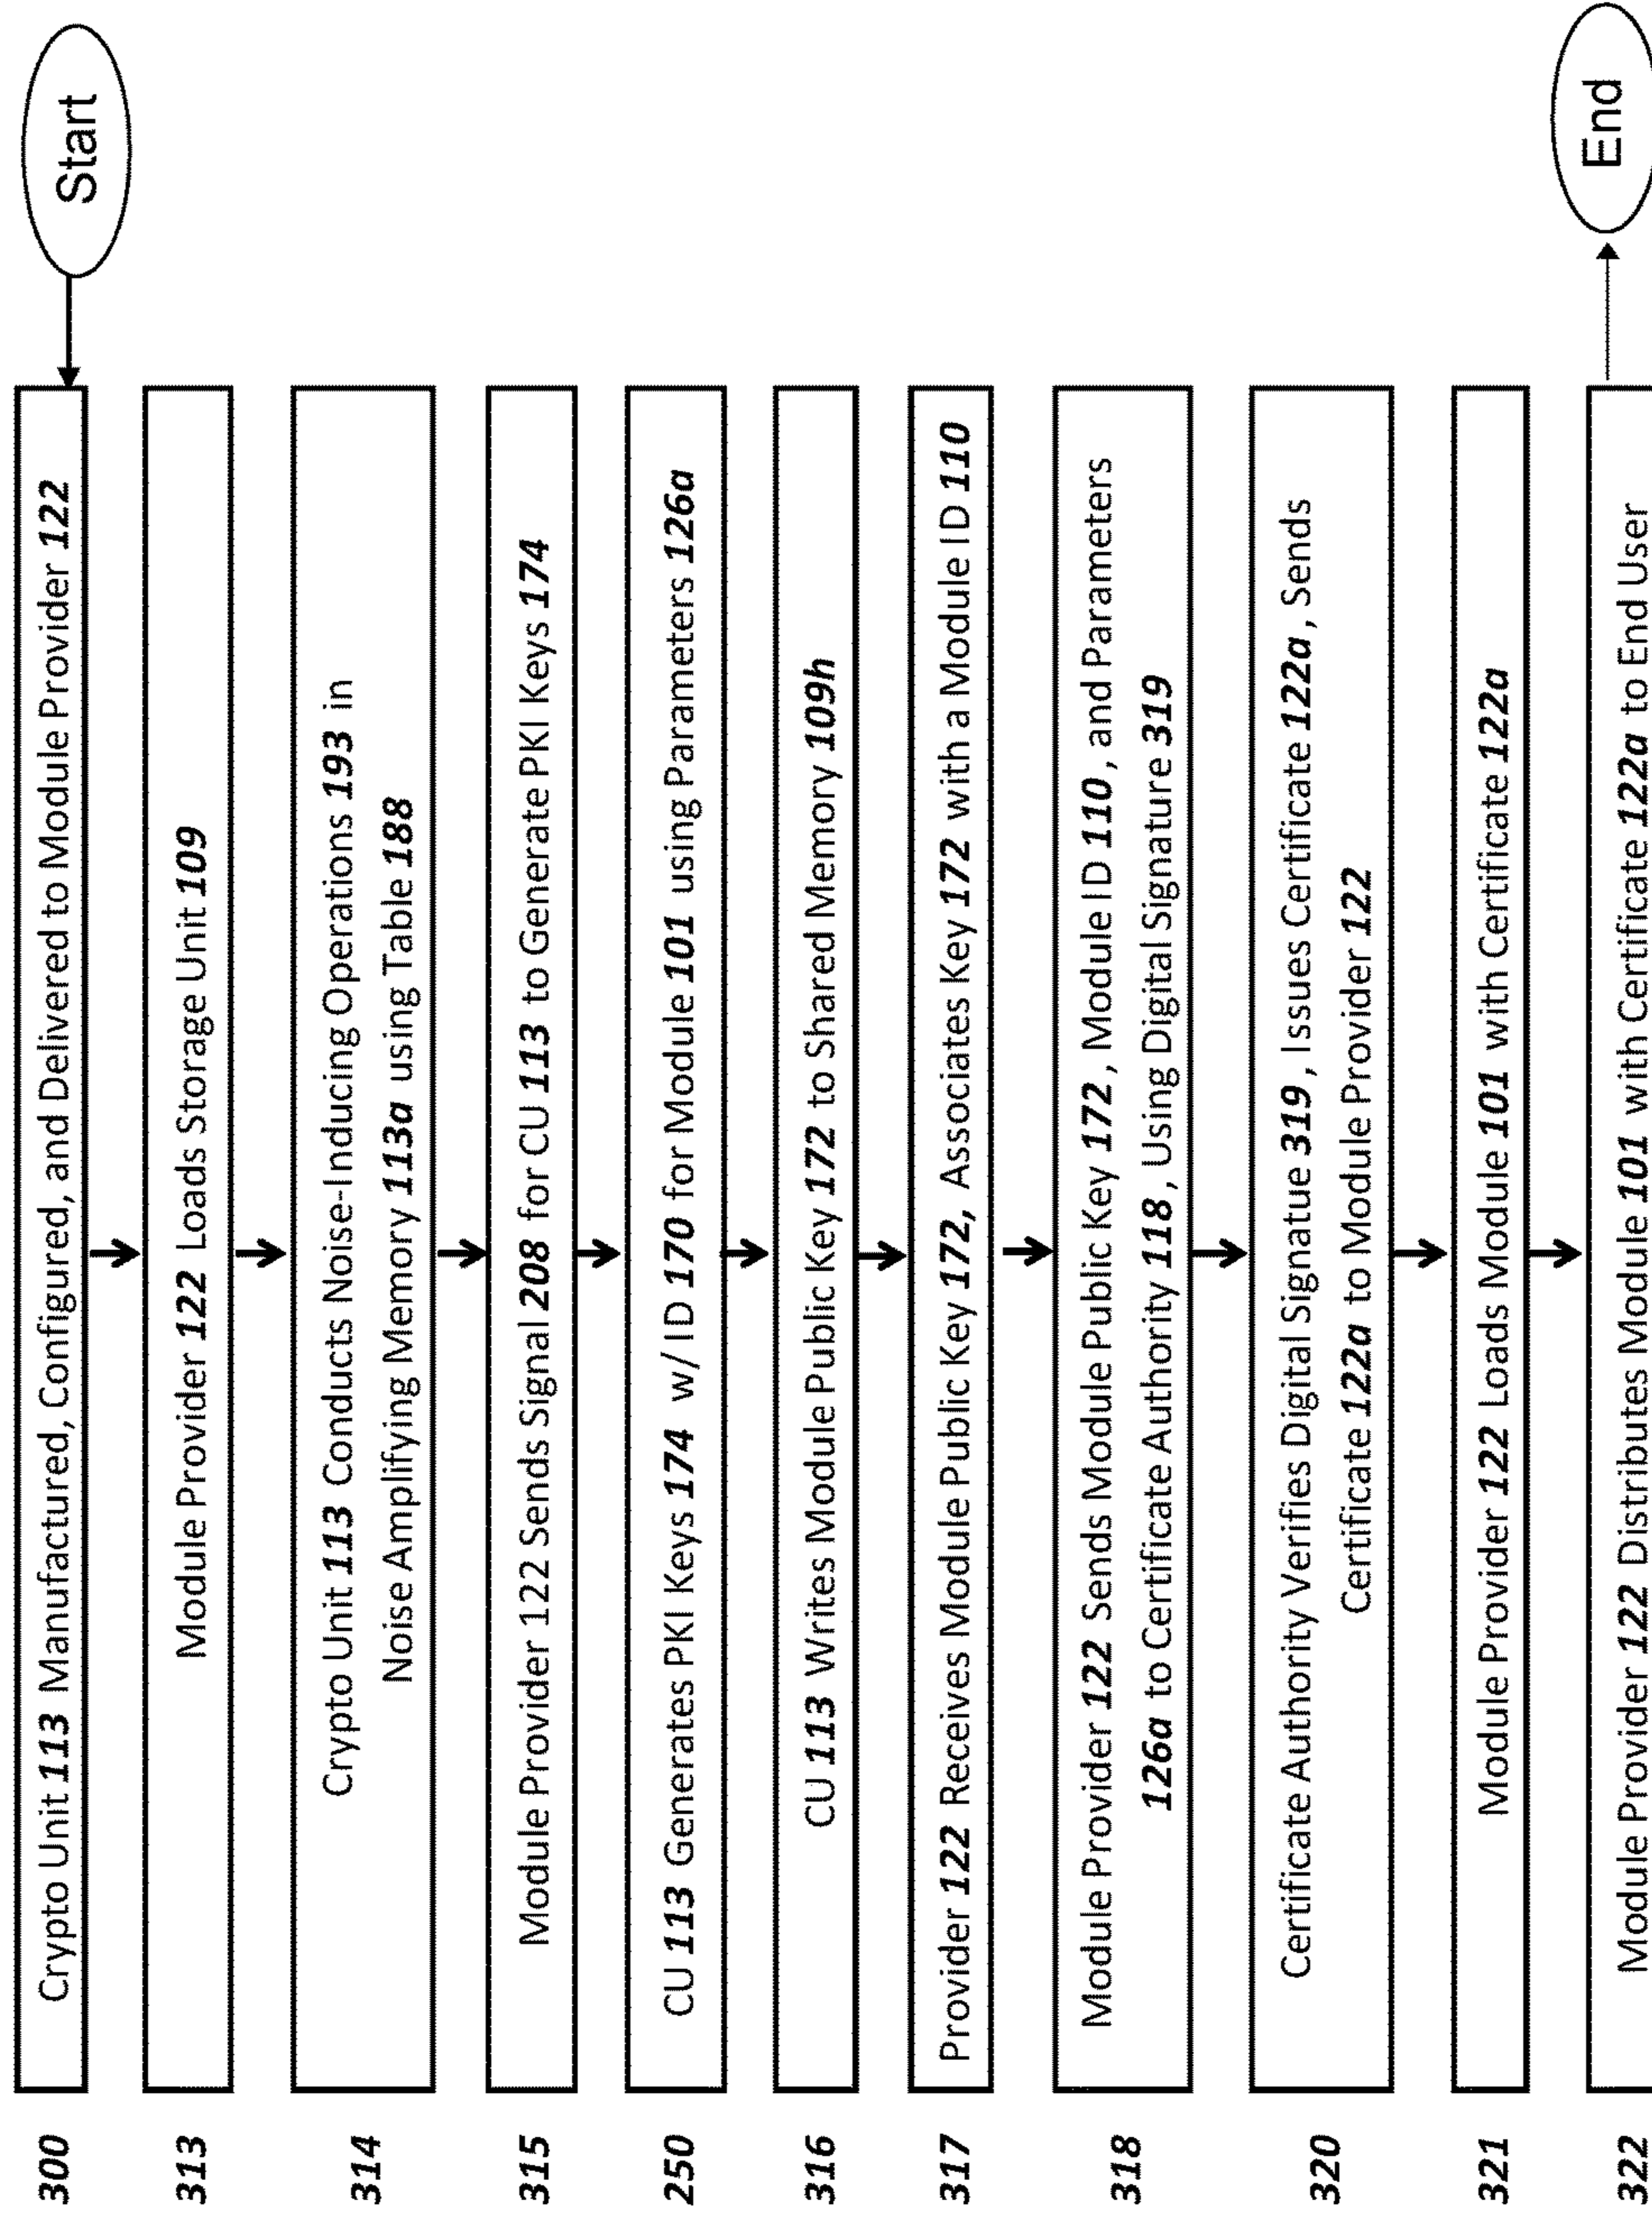 Start
300
Crypto Unit 113 Manufactured, Configured, and Delivered to Module Provider 122
313
Module Provider 122 Loads Storage Unit 109
314
Crypto Unit 113 Conducts Noise-Inducing Operations 193 in
Noise Amplifying Memory 113a using Table 188
315
Module Provider 122 Sends Signal 208 for CU 113 to Generate PKI Keys 174
250
CU 113 Generates PKI Keys 174 w/ ID 170 for Module 101 using Parameters 126a
316
CU 113 Writes Module Public Key 172 to Shared Memory 109h
317
Provider 122 Receives Module Public Key 172, Associates Key 172 with a Module ID 110
318
Module Provider 122 Sends Module Public Key 172, Module ID 110, and Parameters
126a to Certificate Authority 118, Using Digital Signature 319
320
Certificate Authority Verifies Digital Signatue 319, Issues Certificate 122a, Sends
Certificate 122a to Module Provider 122
321
Module Provider 122 Loads Module 101 with Certificate 122a
322
Module Provider 122 Distributes Module 101 with Certificate 122a to End User
End